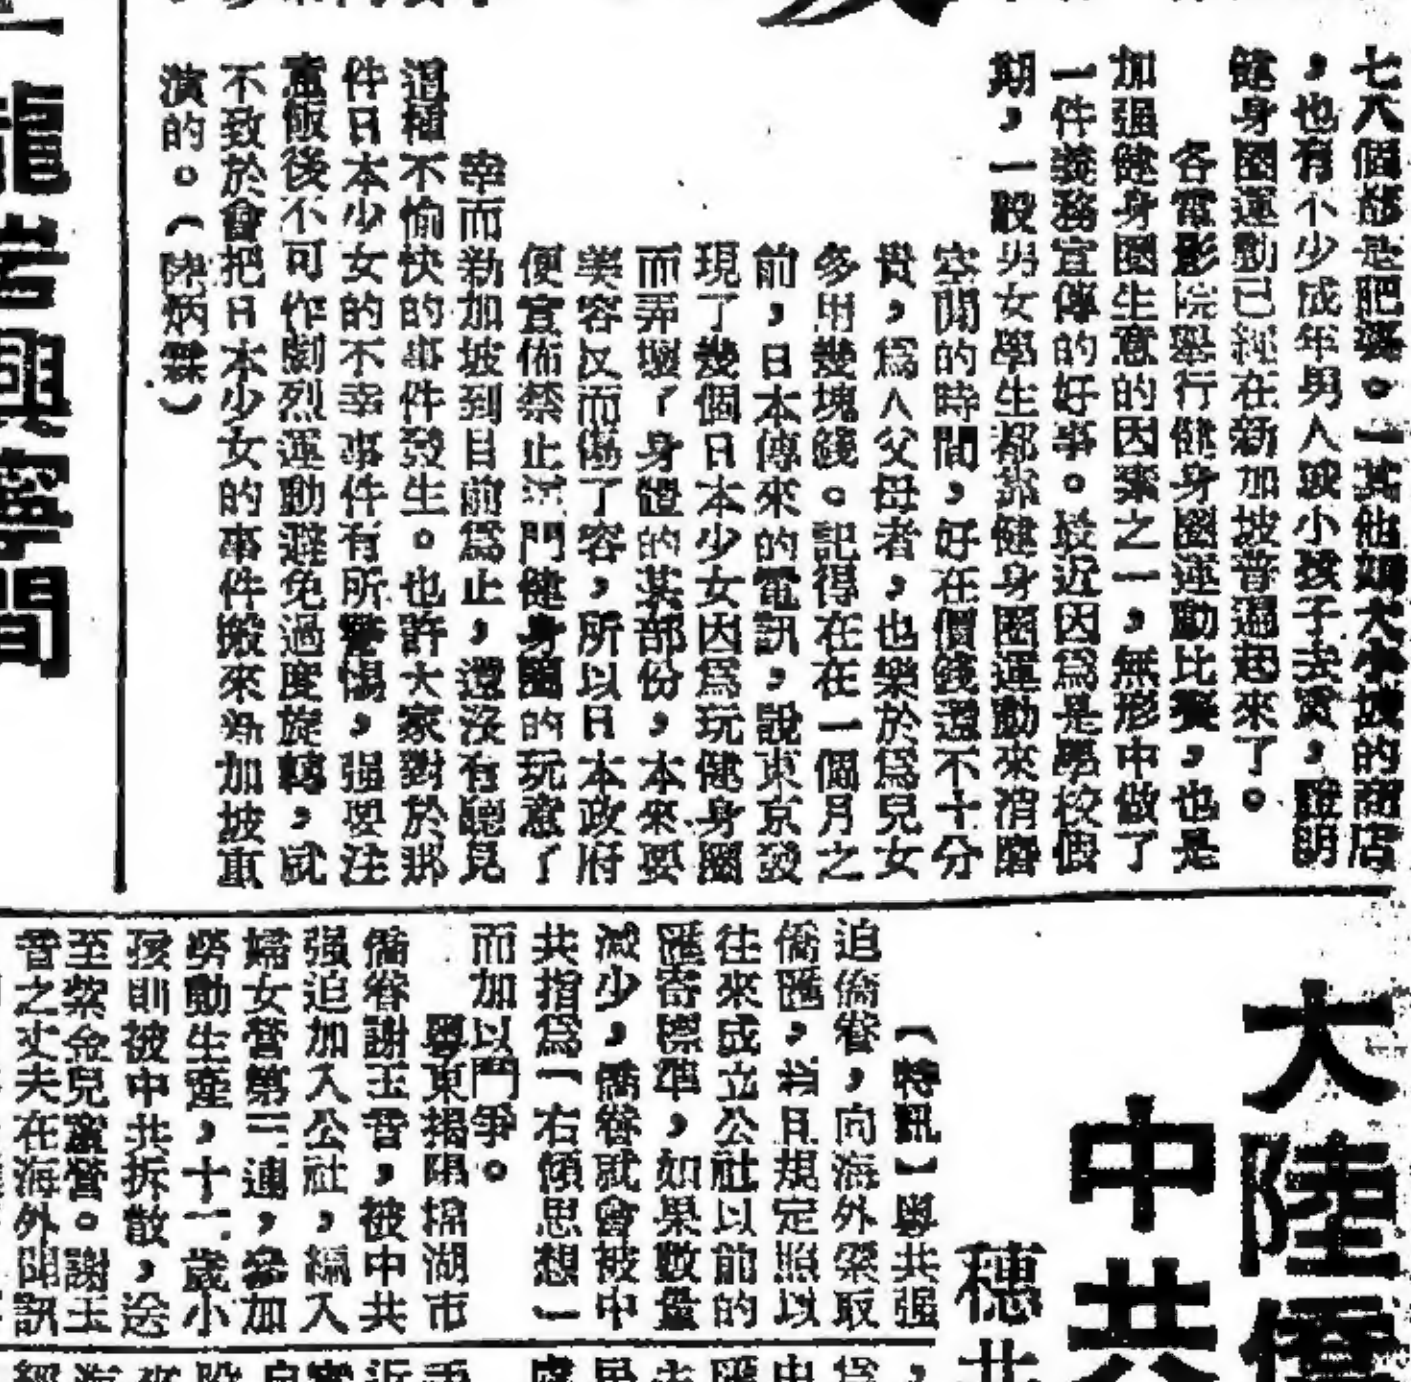 七八個都是肥婆。一其他如大小坡的商店
，也有不少成年男人或小孩子去買，證明
健身圈運動已經在新加坡普遍起來了。
各電影院舉行健身圈運動比賽，也是
加强健身圈生意的因素之一，無形中做了
一件義務宣傳的好事。最近因爲是學校假
期，一般男女學生都靠健身圈運動來消磨
空閒的時間，好在價錢還不十分
貴，爲人父母者，也樂於爲兒女
多用幾塊錢。記得在在一個月之
前，日本傳來的電訊，說東京發
現了幾個日本少女因爲玩健身圈
而弄壞了身體的某部份，本來要
美容反而傷了容，所以日本政府
便宣佈禁止法門健身圈的玩意了
幸而新加坡到目前爲止，還沒有聽見
這種不愉快的事件發生。也許大家對於那
件日本少女的不幸事件有所警惕，强要注
意飯後不可作劇烈運動避免過度旋轉，就
不致於會把日本少女的事件搬來新加坡重
演的。（陳炳霖）
龍岩興寧間
大陸僑
中共
穗北
【特訊】粵共强
迫僑眷，向海外榮取
僑匯，並且規定照以
往來成立公社以前的
匯寄標準，如果數量
減少，僑眷就會被中
共指爲「右傾思想」
而加以鬥爭。
粵東揭陽棉湖市
僑眷謝玉香，被中共
强迫加入公社，編入
婦女營第三連，參加
勞動生產，十一歲小
孩則被中共拆散，送
至紫金兒童營。謝玉
香之丈夫在海外聞訊